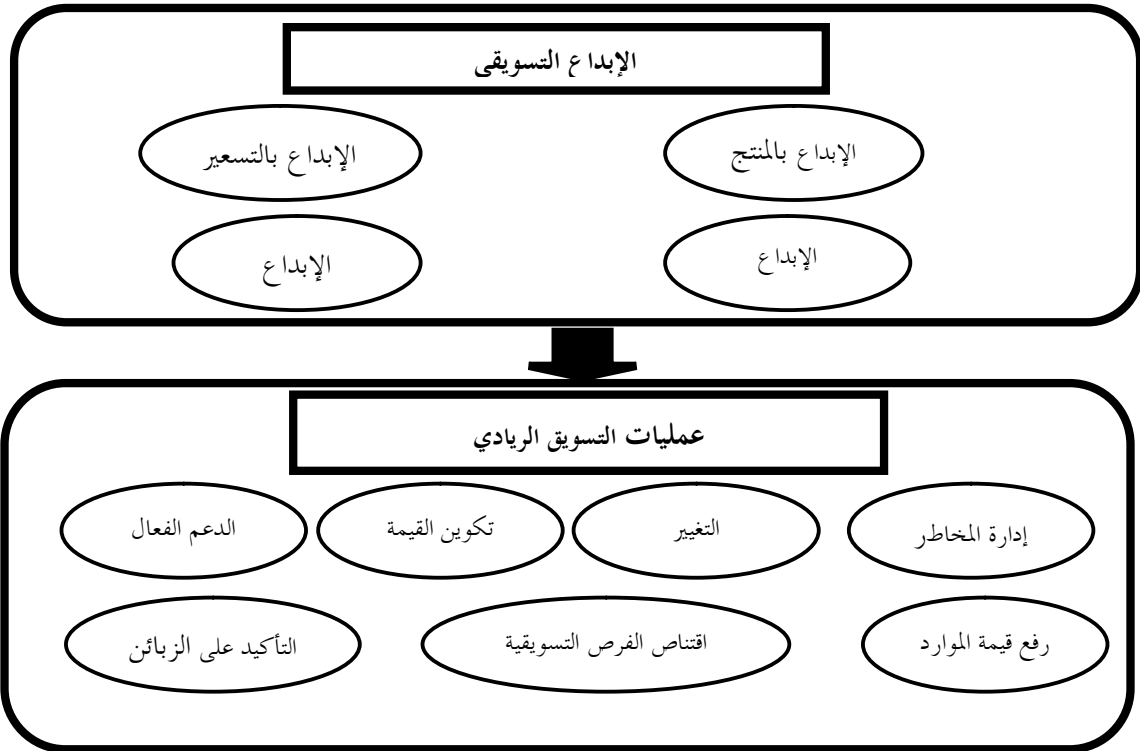 الإبداع التسويقي
الإبداع بالمنتج
الإبداع بالتسعير
الإبداع
الإبداع
عمليات التسويق الريادي
إدارة المخاطر
التغيير
تكوين القيمة
الدعم الفعال
رفع قيمة الموارد
اقتناص الفرص التسويقية
التأكيد على الزبائن